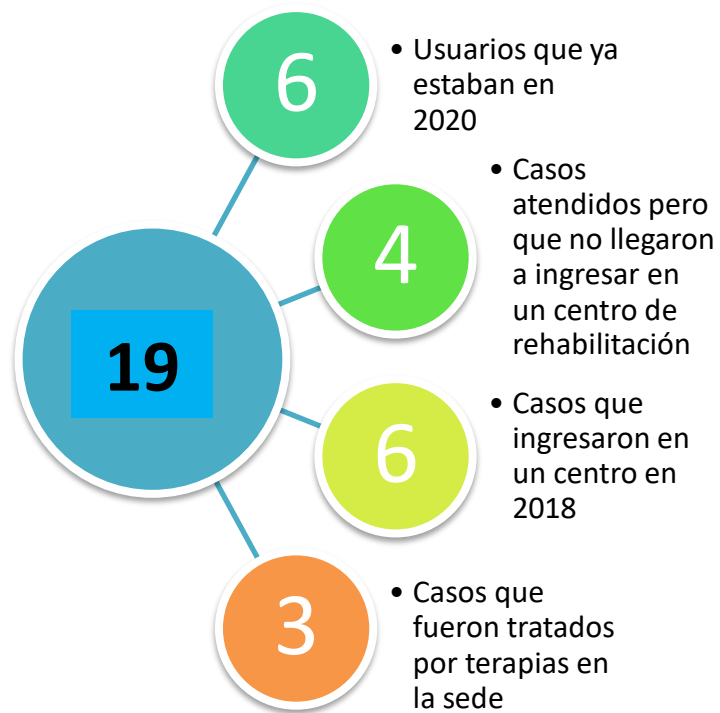 19
6
• Usuarios que ya
estaban en
2020
4
• Casos
atendidos pero
que no llegaron
a ingresar en
un centro de
rehabilitación
6
• Casos que
ingresaron en
un centro en
2018
3
• Casos que
fueron tratados
por terapias en
la sede